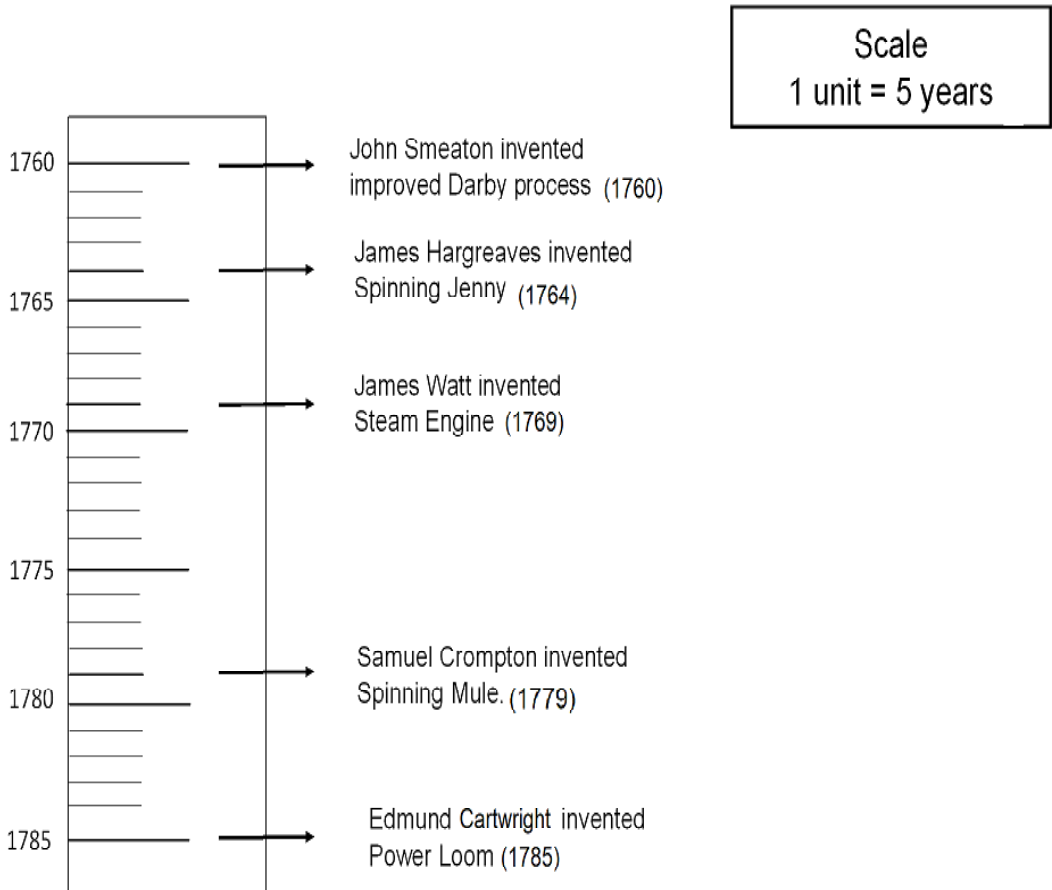 Scale
1 unit = 5 years
1760
John Smeaton invented
improved Darby process (1760)
James Hargreaves invented
Spinning Jenny (1764)
1765
James Watt invented
Steam Engine (1769)
1770
1775
Samuel Crompton invented
Spinning Mule. (1779)
1780
Edmund Cartwright invented
Power Loom (1785)
1785